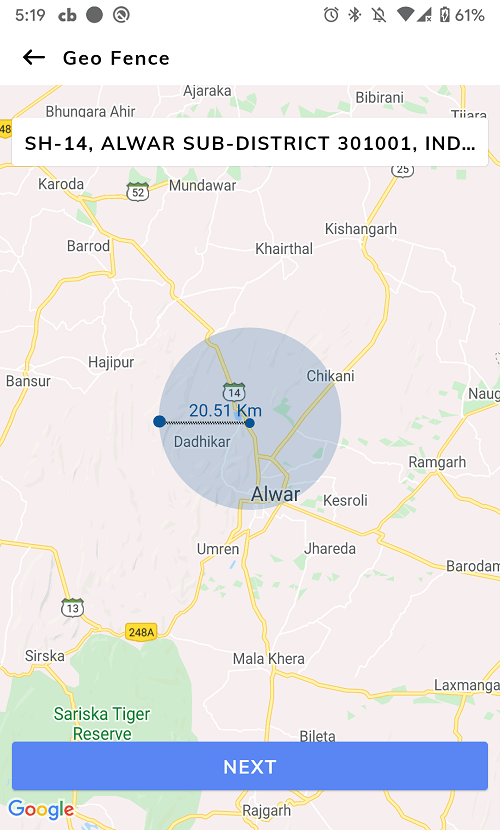 5:19 cb 61%
Geo Fence
Ajaraka
Bibirani
Bhungara Ahir
Tijara
48
SH-14, ALWAR SUB-DISTRICT 301001, IND...
25
Karoda
52
Mundawar
Kishangarh
Barrod
Khairthal
Hajipur
Bansur
Chikani
14
Naug
20.51 Km
Dadhikar
Ramgarh
Alwar
Kesroli
Umren
Jhareda
Barodam
13
248A
Sirska
Mala Khera
Laxmanga
Sariska Tiger
Reserve
Bileta
NEXT
Google
Rajgarh